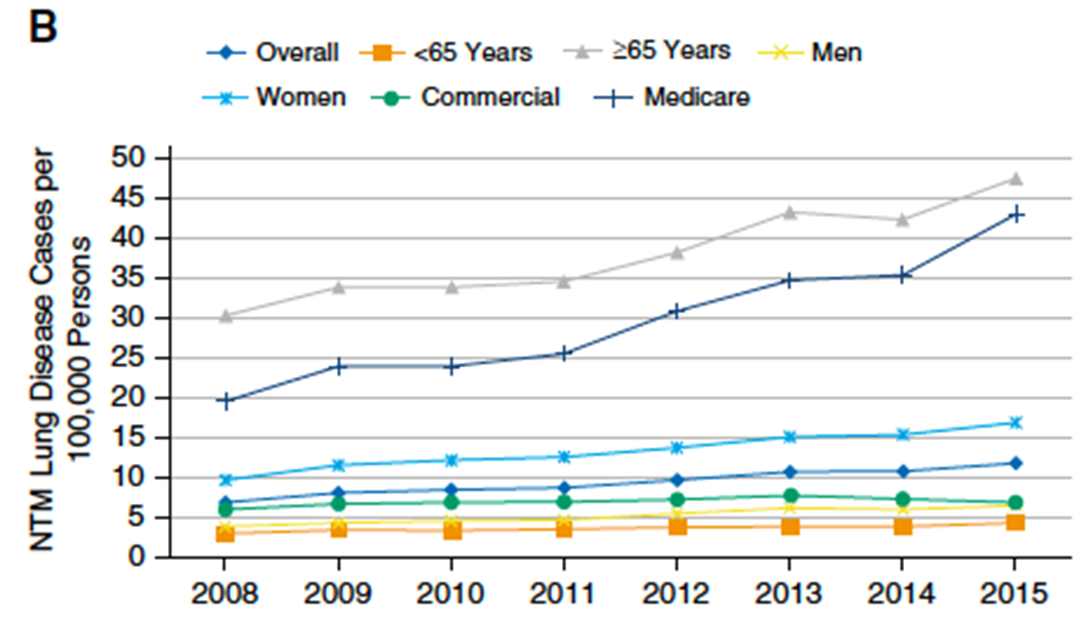 B
Overall <65 Years ≥65 Years Men
Women Commercial Medicare
NTM Lung Disease Cases per
100,000 Persons
50
45
40
35
30
25
20
15
10
5
0
2008 2009 2010 2011 2012 2013 2014 2015